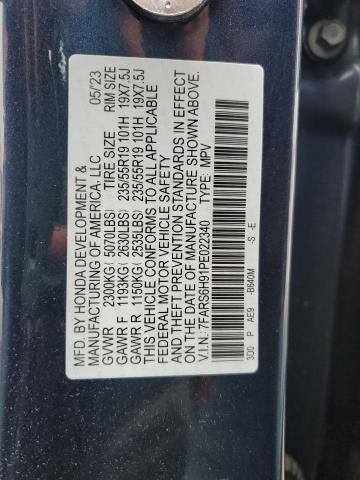 MFD. BY HONDA DEVELOPMENT & 05/'23
MANUFACTURING OF AMERICA, LLC
GVWR 2300KG( 5070LBS) TIRE SIZE RIM SIZE
GAWR F 1193KG( 2630LBS) 235/55R19 101H 19X7.5J
GAWR R 1150KG( 2535LBS) 235/55R19 101H 19X7.5J
THIS VEHICLE CONFORMS TO ALL APPLICABLE
FEDERAL MOTOR VEHICLE SAFETY
AND THEFT PREVENTION STANDARDS IN EFFECT
ON THE DATE OF MANUFACTURE SHOWN ABOVE.
V.I.N: 7FARS6H91PE022340 TYPE: MPV
3D0 P AE9 -B640M -S -E